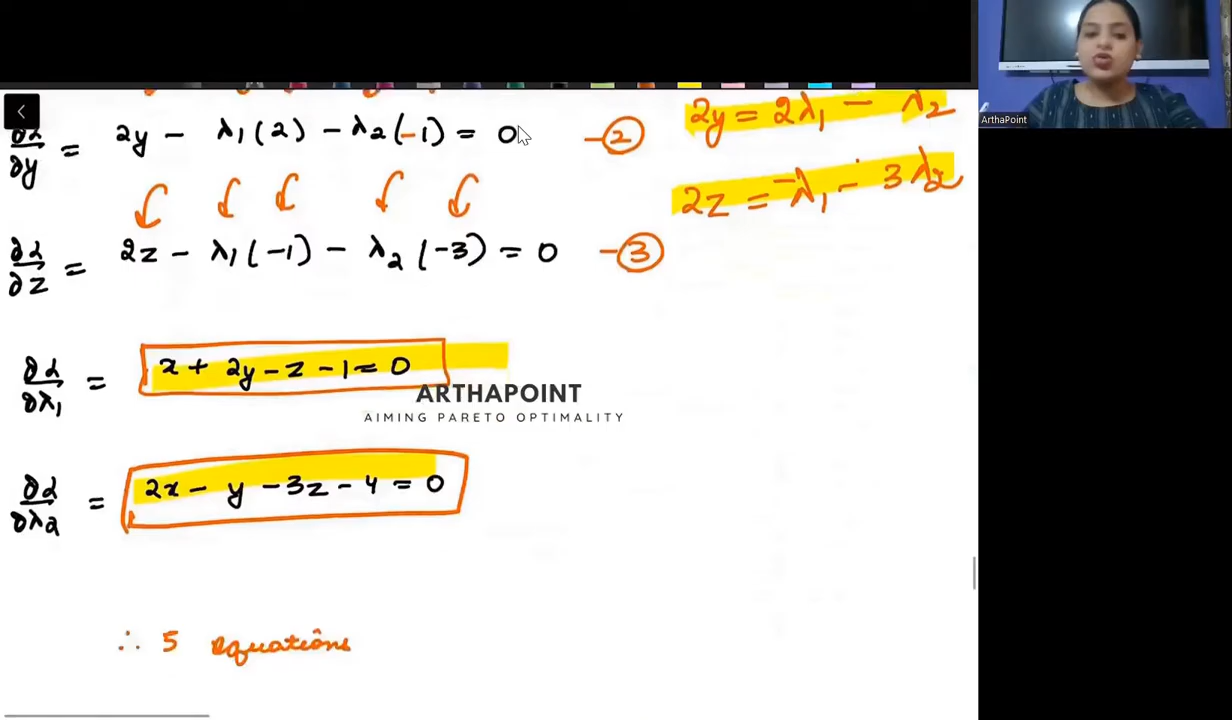 ∂L/∂y = 2y - λ1(2) - λ2(-1) = 0 -②
2y = 2λ1 - λ2
2z = -λ1 - 3λ2
∂L/∂z = 2z - λ1(-1) - λ2(-3) = 0 -③
∂L/∂λ1 = x + 2y - z - 1 = 0
ARTHAPOINT
AIMING PARETO OPTIMALITY
∂L/∂λ2 = 2x - y - 3z - 4 = 0
∴ 5 equations
ArthaPoint